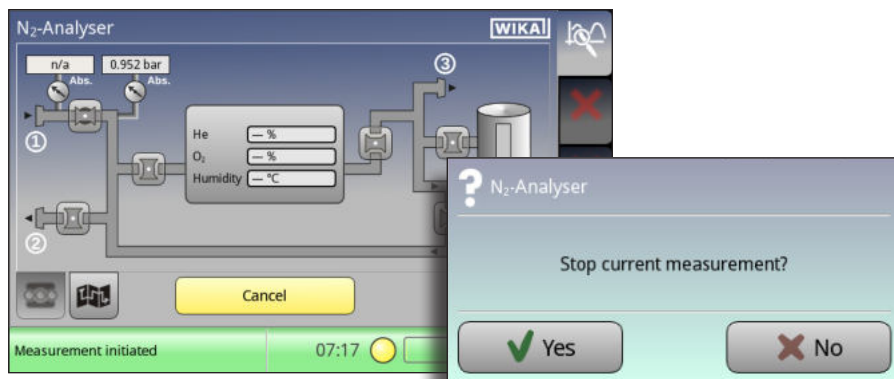 N₂-Analyser
WIKA
n/a
0.952 bar
Abs.
Abs.
③
①
He
— %
O₂
— %
Humidity
— °C
②
Cancel
Measurement initiated
07:17
? N₂-Analyser
Stop current measurement?
Yes
No